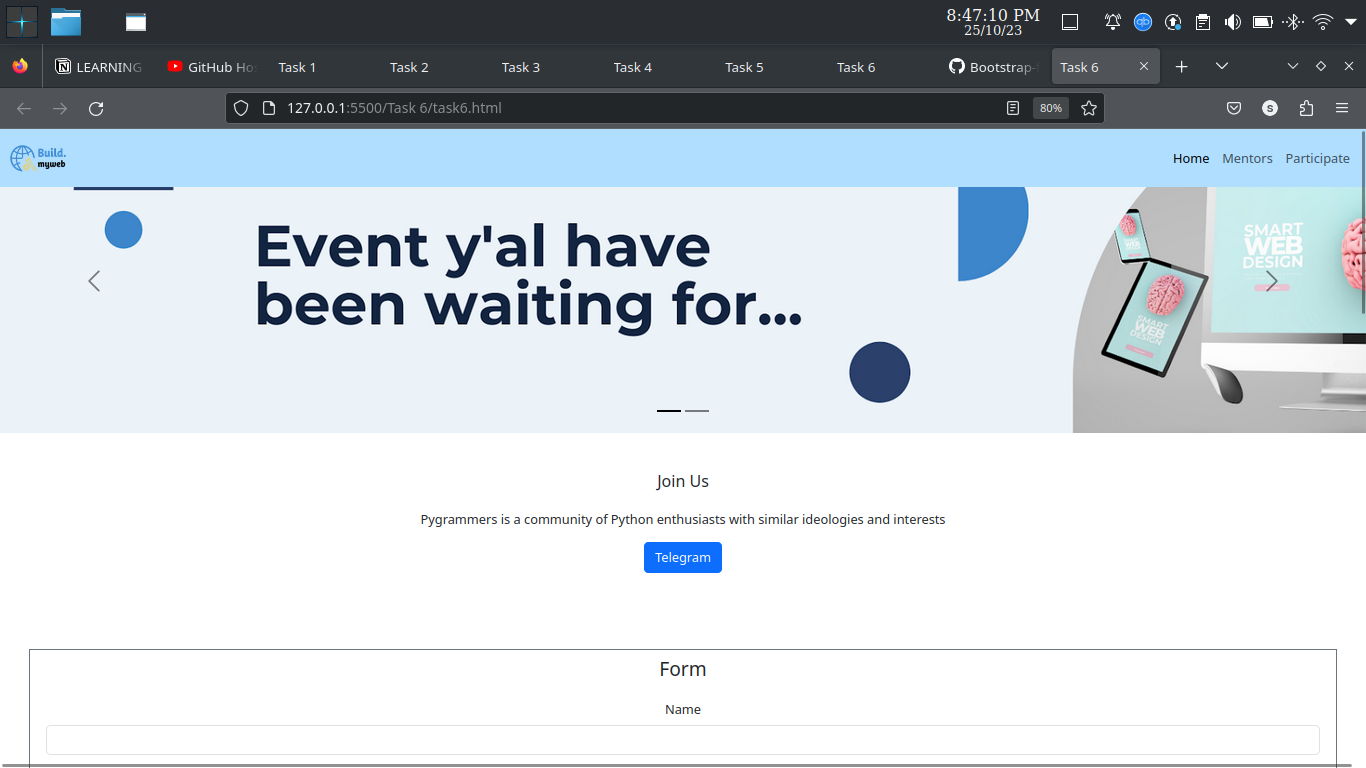 8:47:10 PM
25/10/23
LEARNING
GitHub Ho
Task 1
Task 2
Task 3
Task 4
Task 5
Task 6
Bootstrap-
Task 6
127.0.0.1:5500/Task 6/task6.html
80%
S
Build.
myweb
Home
Mentors
Participate
Event y'al have
been waiting for...
SMART
WEB
DESIGN
SMART
WEB
DESIGN
Join Us
Pygrammers is a community of Python enthusiasts with similar ideologies and interests
Telegram
Form
Name